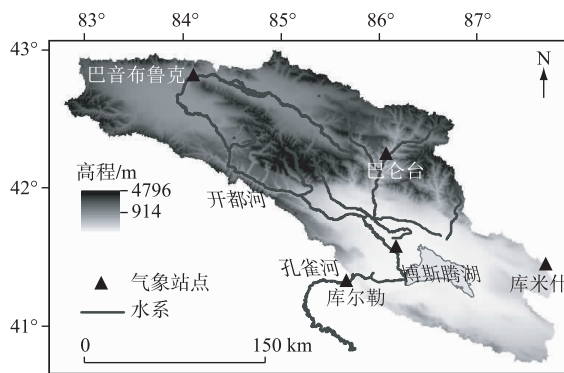 83° 84° 85° 86° 87°
43°
N
巴音布鲁克
巴仑台
高程/m
4796
914
42°
开都河
孔雀河
博斯腾湖
气象站点
库尔勒
库米什
水系
41°
0 150 km